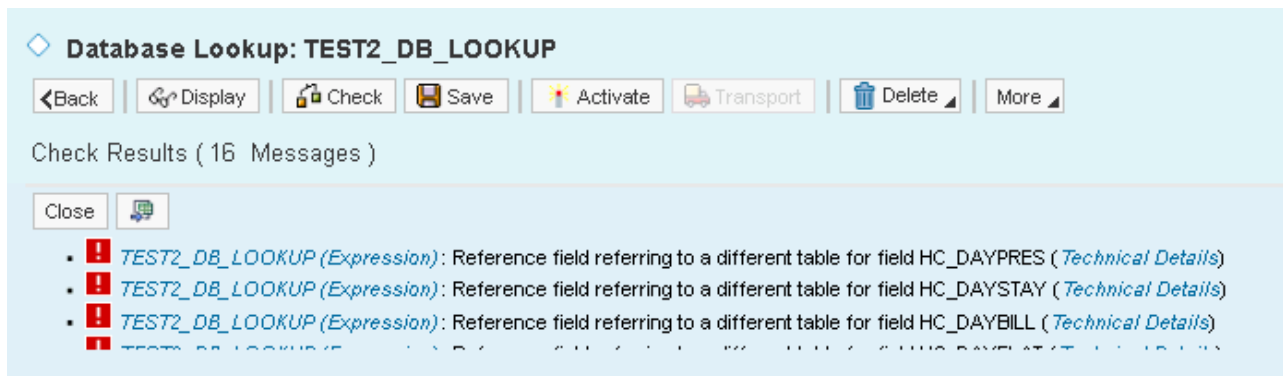 Database Lookup: TEST2_DB_LOOKUP
Back Display Check Save Activate Transport Delete More
Check Results ( 16 Messages )
Close
TEST2_DB_LOOKUP (Expression) : Reference field referring to a different table for field HC_DAYPRES ( Technical Details)
TEST2_DB_LOOKUP (Expression) : Reference field referring to a different table for field HC_DAYSTAY ( Technical Details)
TEST2_DB_LOOKUP (Expression) : Reference field referring to a different table for field HC_DAYBILL ( Technical Details)